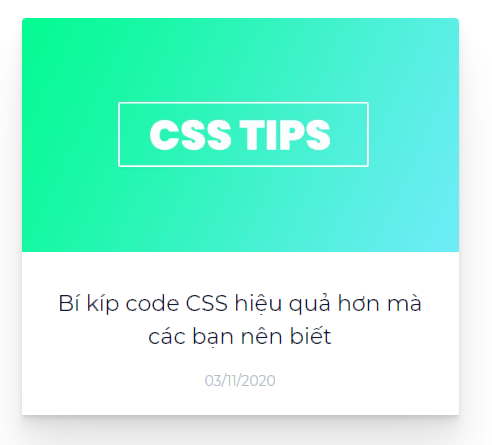 CSS TIPS
Bí kíp code CSS hiệu quả hơn mà
các bạn nên biết
03/11/2020